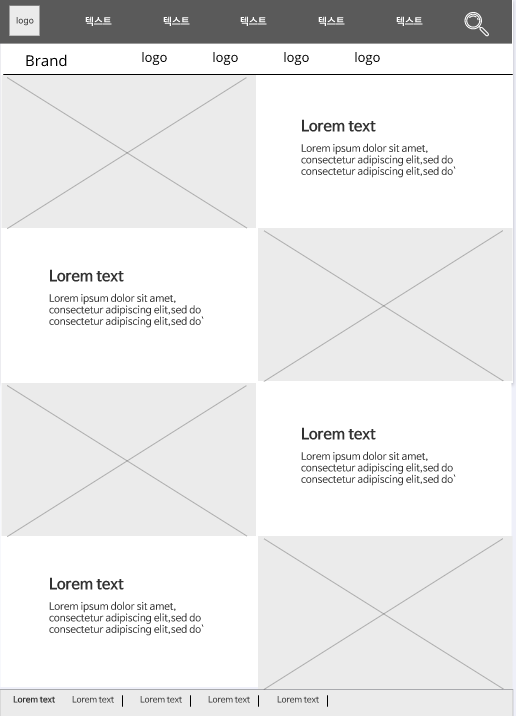 logo 텍스트 텍스트 텍스트 텍스트 텍스트
Brand logo logo logo logo
Lorem text
Lorem ipsum dolor sit amet,
consectetur adipiscing elit,sed do
consectetur adipiscing elit,sed do`
Lorem text
Lorem ipsum dolor sit amet,
consectetur adipiscing elit,sed do
consectetur adipiscing elit,sed do`
Lorem text
Lorem ipsum dolor sit amet,
consectetur adipiscing elit,sed do
consectetur adipiscing elit,sed do`
Lorem text
Lorem ipsum dolor sit amet,
consectetur adipiscing elit,sed do
consectetur adipiscing elit,sed do`
Lorem text Lorem text | Lorem text | Lorem text | Lorem text |